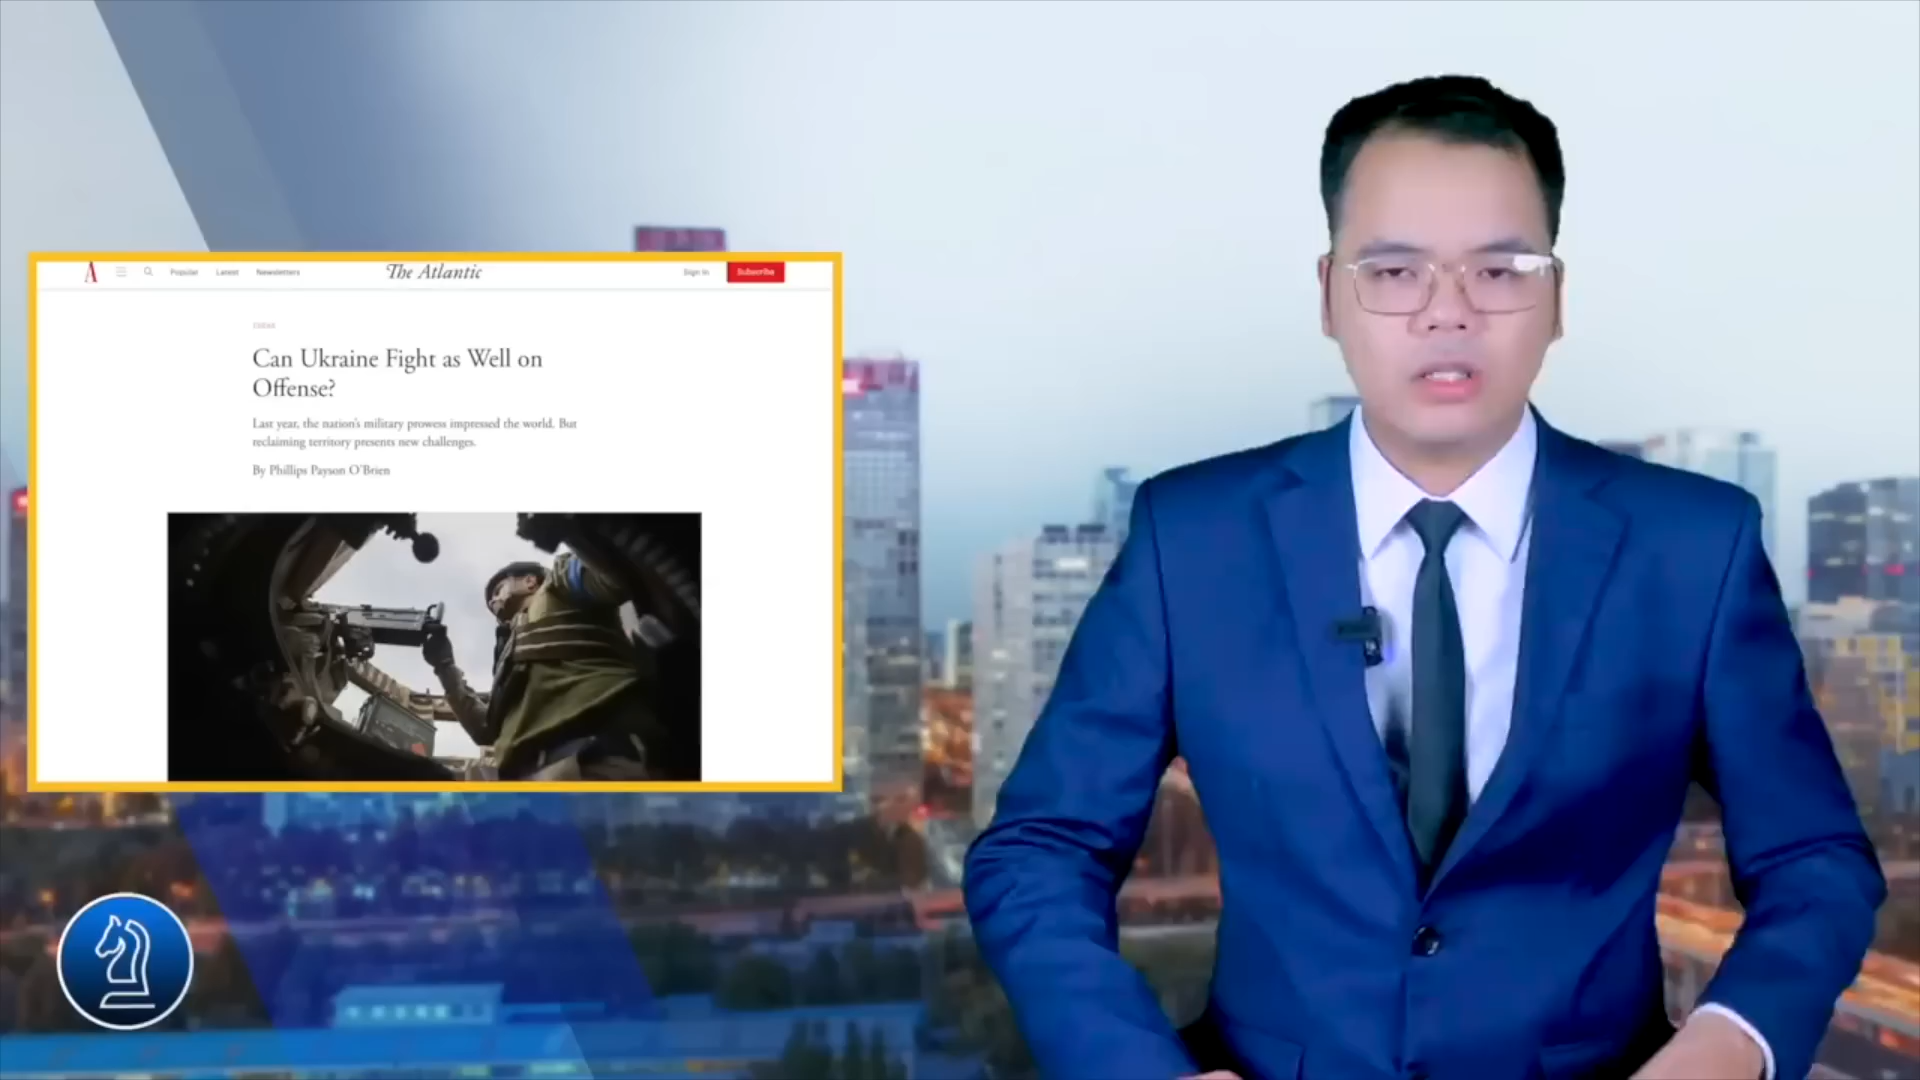 Popular Latest Newsletters The Atlantic Sign In Subscribe
IDEAS
Can Ukraine Fight as Well on
Offense?
Last year, the nation's military prowess impressed the world. But
reclaiming territory presents new challenges.
By Phillips Payson O'Brien